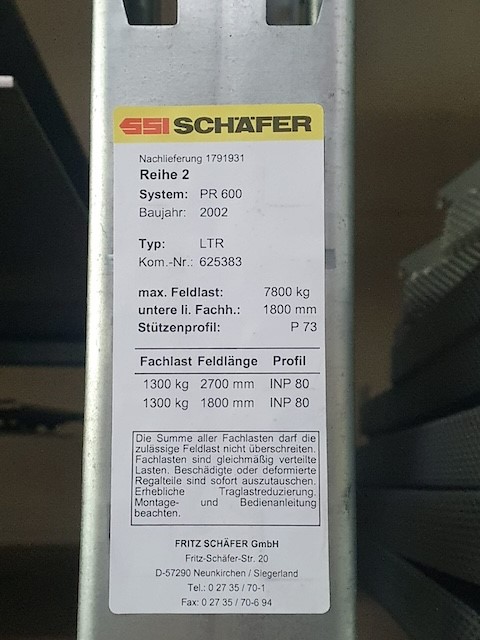 SSI SCHÄFER
Nachlieferung 1791931
Reihe 2
System: PR 600
Baujahr: 2002
Typ: LTR
Kom.-Nr.: 625383
max. Feldlast: 7800 kg
untere li. Fachh.: 1800 mm
Stützenprofil: P 73
Fachlast Feldlänge Profil
1300 kg 2700 mm INP 80
1300 kg 1800 mm INP 80
Die Summe aller Fachlasten darf die
zulässige Feldlast nicht überschreiten.
Fachlasten sind gleichmäßig verteilte
Lasten. Beschädigte oder deformierte
Regalteile sind sofort auszutauschen.
Erhebliche Traglastreduzierung.
Montage- und Bedienanleitung
beachten.
FRITZ SCHÄFER GmbH
Fritz-Schäfer-Str. 20
D-57290 Neunkirchen / Siegerland
Tel.: 0 27 35 / 70-1
Fax: 0 27 35 / 70-6 94